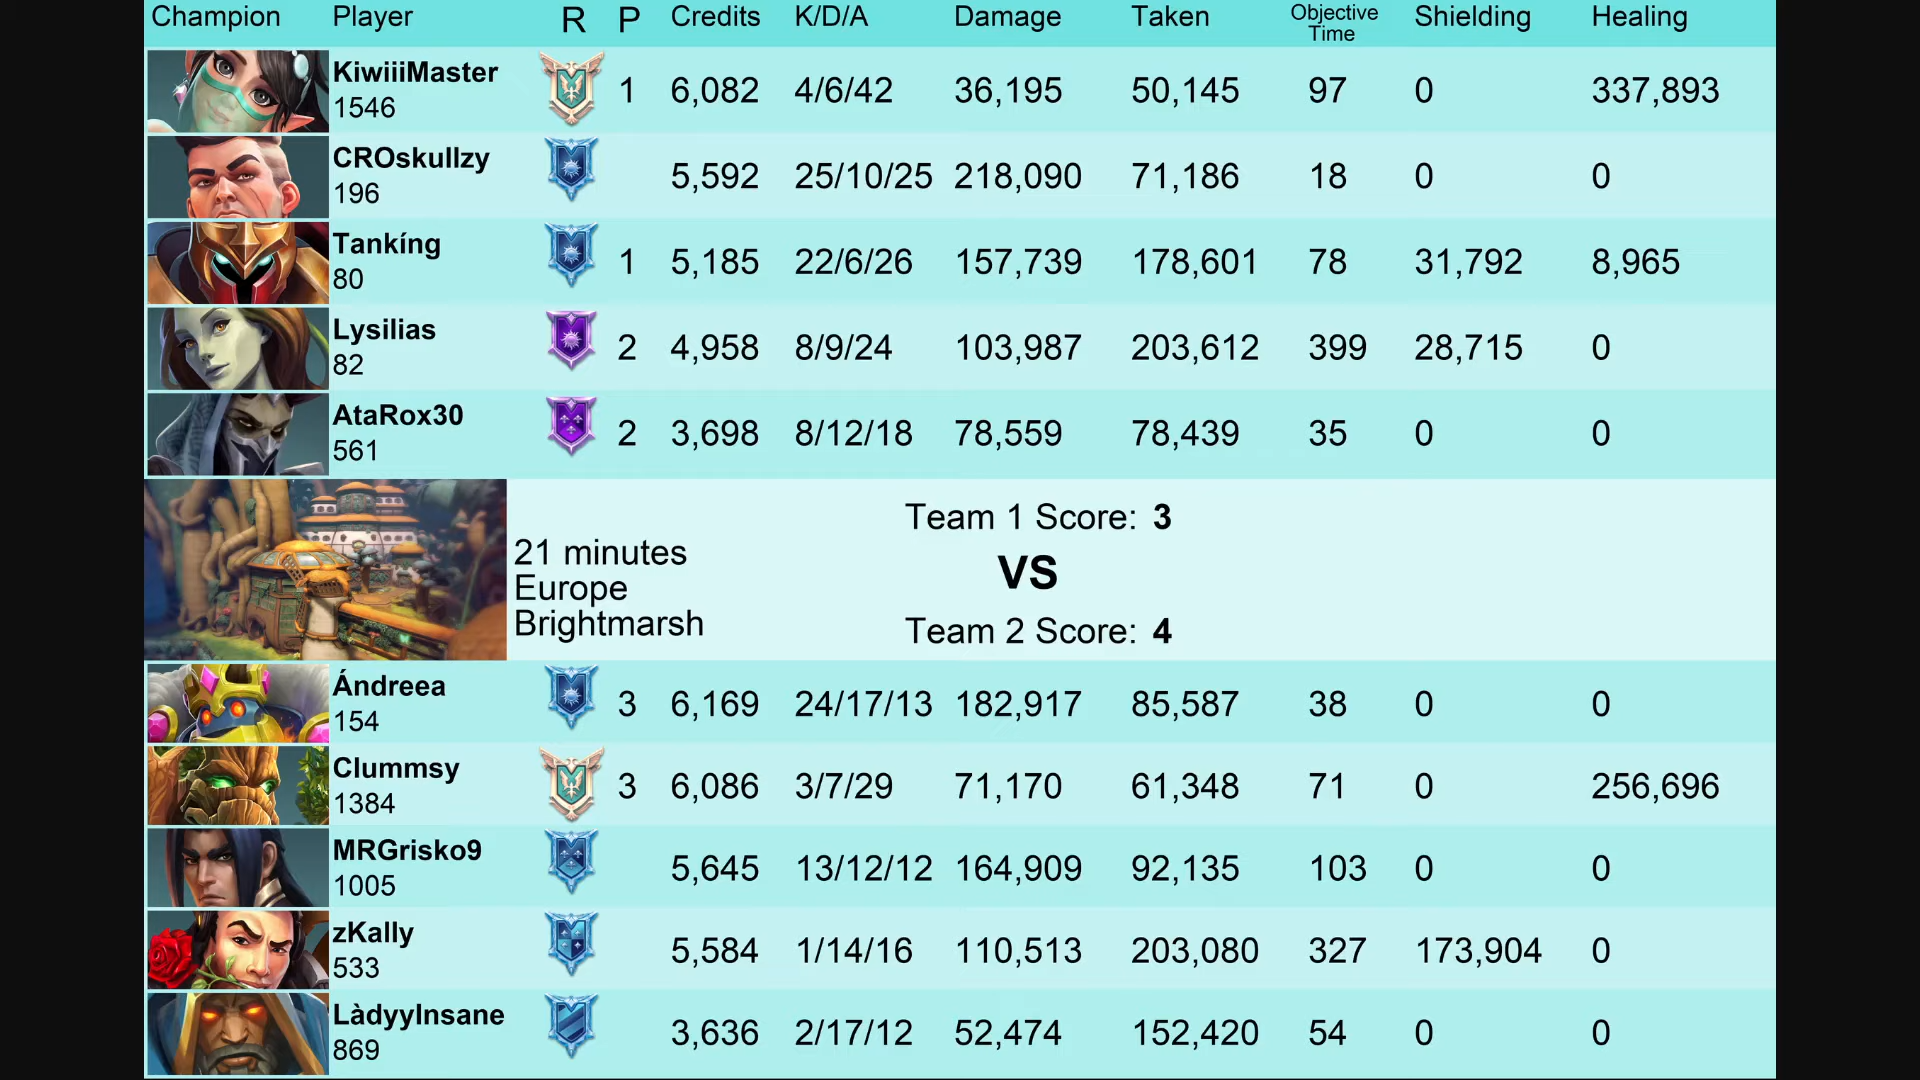 Champion Player R P Credits K/D/A Damage Taken Objective Time Shielding Healing
KiwiiiMaster
1546
1 6,082 4/6/42 36,195 50,145 97 0 337,893
CROskullzy
196
5,592 25/10/25 218,090 71,186 18 0 0
Tankíng
80
1 5,185 22/6/26 157,739 178,601 78 31,792 8,965
Lysilias
82
2 4,958 8/9/24 103,987 203,612 399 28,715 0
AtaRox30
561
2 3,698 8/12/18 78,559 78,439 35 0 0
21 minutes
Europe
Brightmarsh
Team 1 Score: 3
VS
Team 2 Score: 4
Ándreea
154
3 6,169 24/17/13 182,917 85,587 38 0 0
Clummsy
1384
3 6,086 3/7/29 71,170 61,348 71 0 256,696
MRGrisko9
1005
5,645 13/12/12 164,909 92,135 103 0 0
zKally
533
5,584 1/14/16 110,513 203,080 327 173,904 0
LàdyyInsane
869
3,636 2/17/12 52,474 152,420 54 0 0